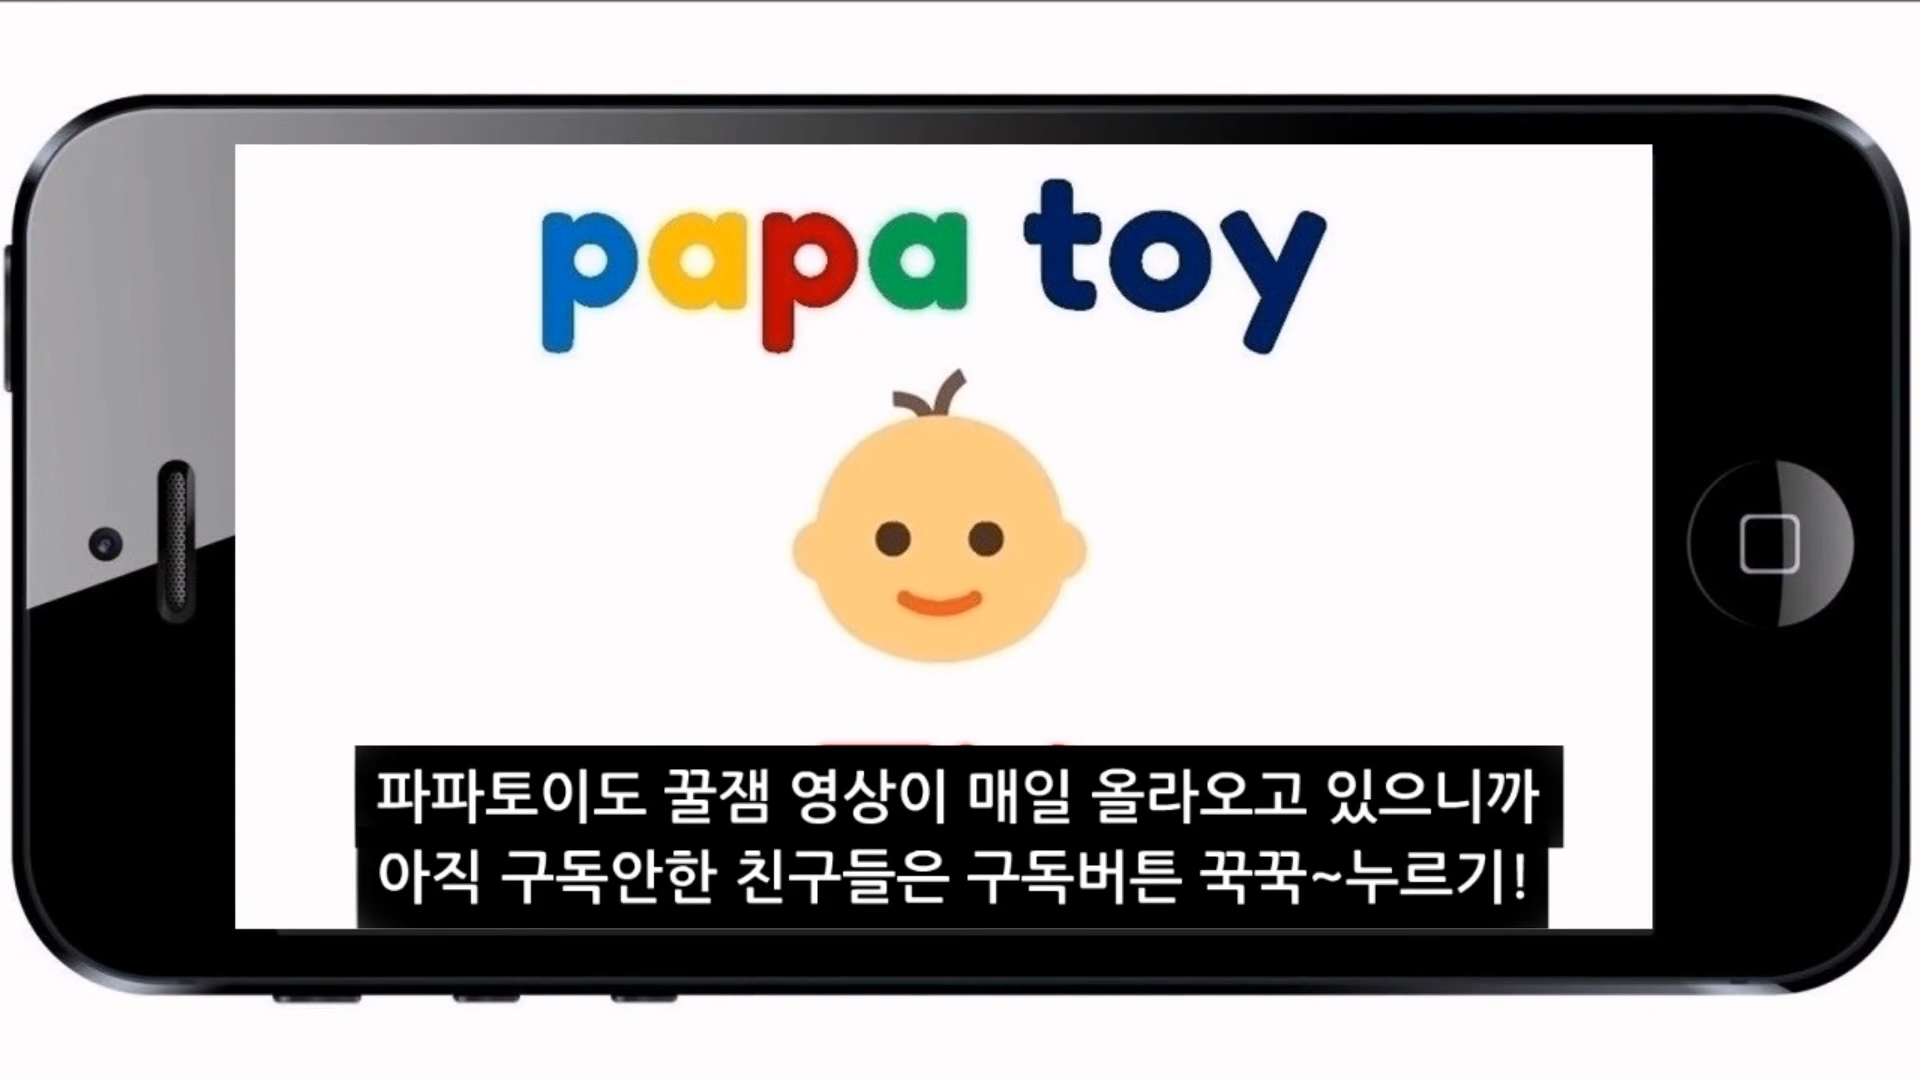 papa toy
파파토이도 꿀잼 영상이 매일 올라오고 있으니까
아직 구독안한 친구들은 구독버튼 꾹꾹~누르기!